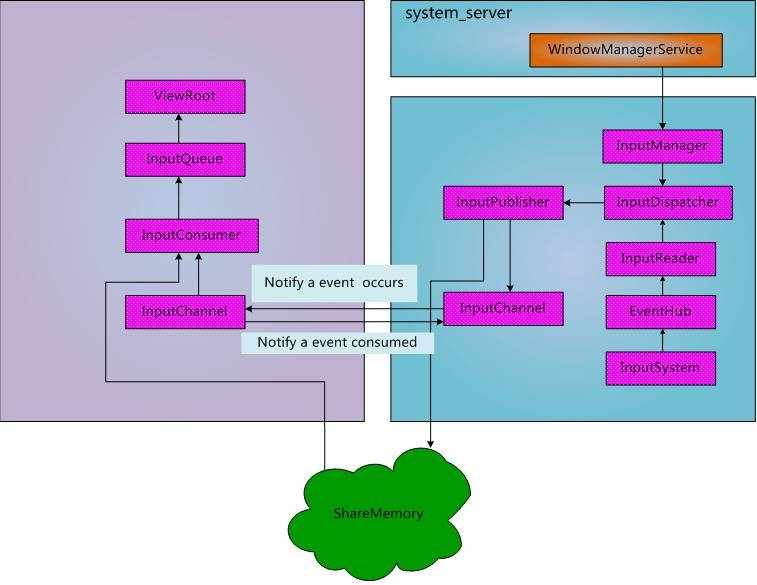 system_server
WindowManagerService
ViewRoot
InputManager
InputQueue
InputPublisher
InputDispatcher
InputConsumer
InputReader
Notify a event occurs
InputChannel
InputChannel
EventHub
Notify a event consumed
InputSystem
ShareMemory